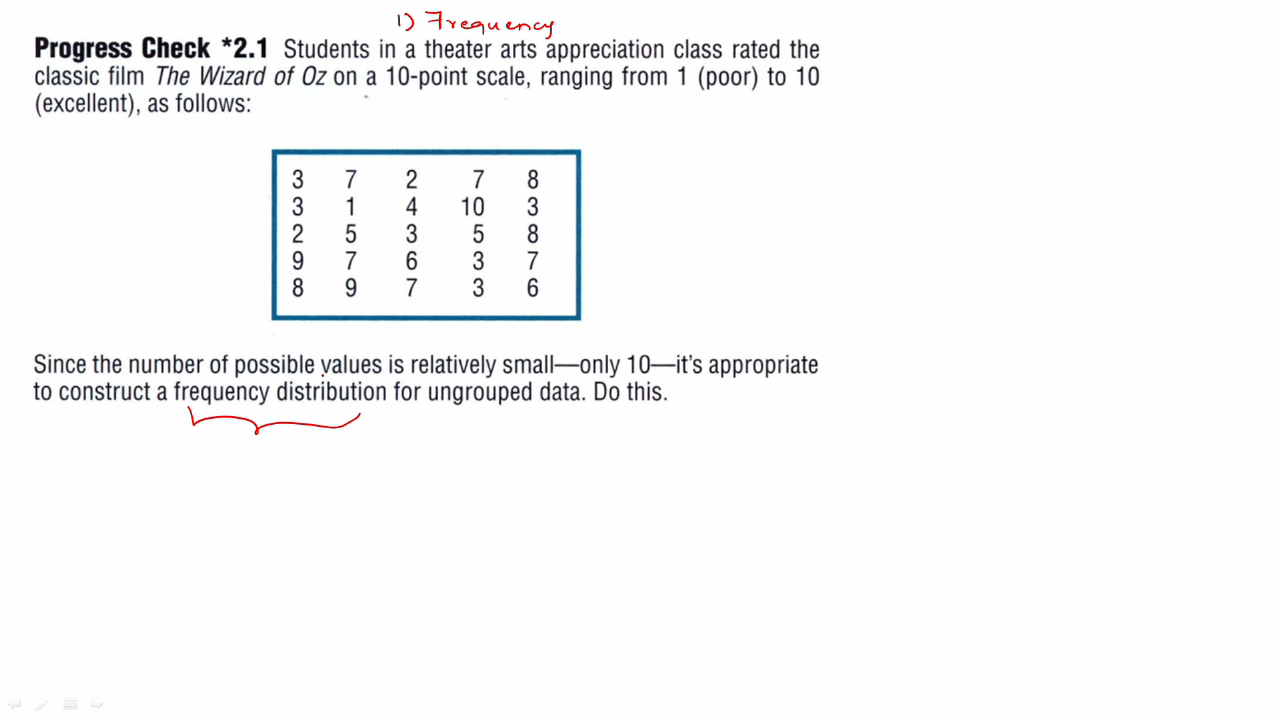 1) Frequency
Progress Check *2.1 Students in a theater arts appreciation class rated the
classic film The Wizard of Oz on a 10-point scale, ranging from 1 (poor) to 10
(excellent), as follows:
3 7 2 7 8
3 1 4 10 3
2 5 3 5 8
9 7 6 3 7
8 9 7 3 6
Since the number of possible values is relatively small—only 10—it's appropriate
to construct a frequency distribution for ungrouped data. Do this.